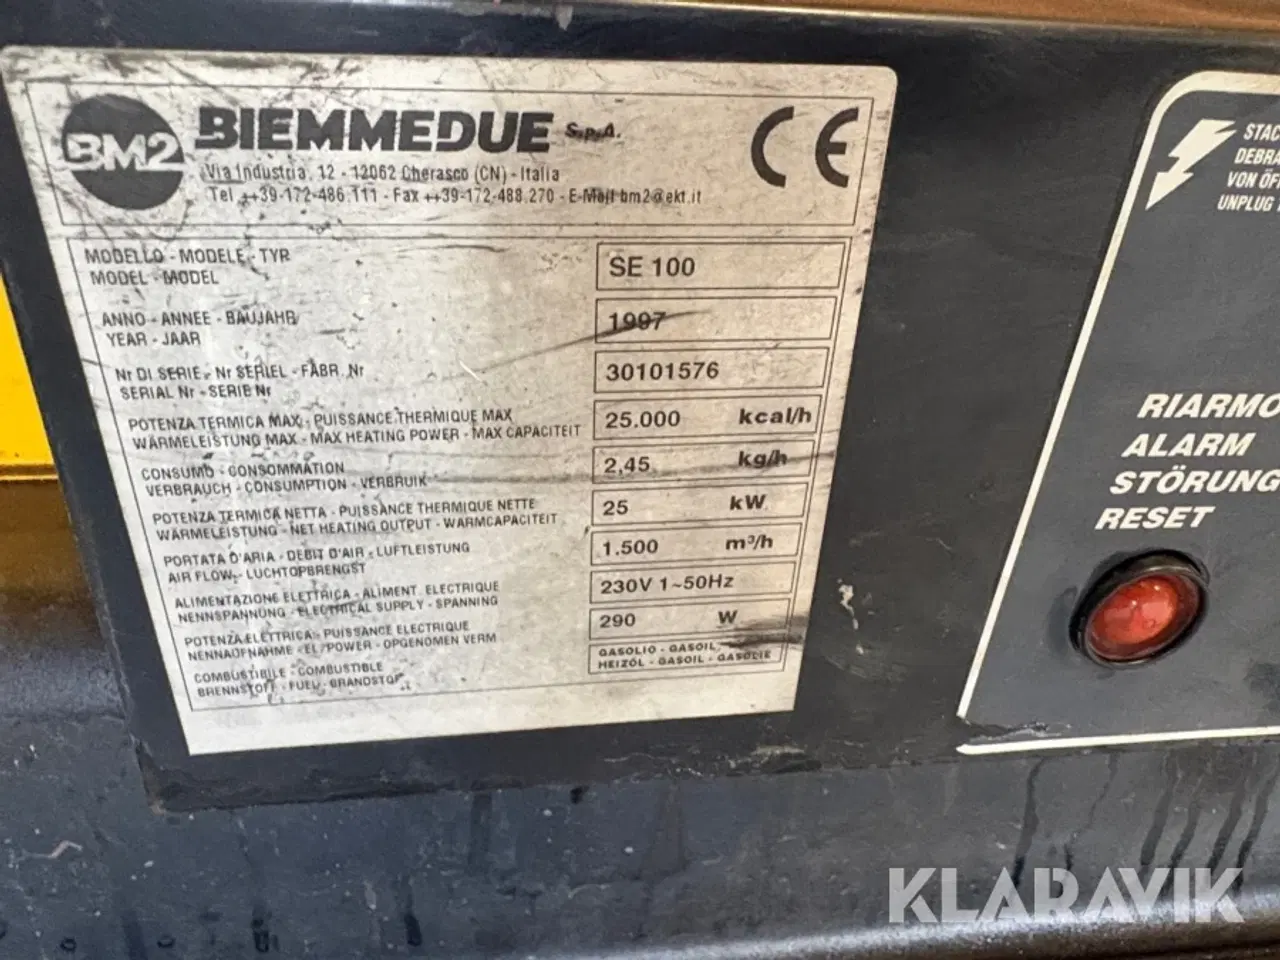 BM2
BIEMMEDUE S.p.A.
Via Industria, 12 - 12062 Cherasco (CN) - Italia
Tel ++39-172-486.111 - Fax ++39-172-488.270 - E-Mail bm2@ekt.it
CE
MODELLO - MODELE - TYP
MODEL - MODEL
SE 100
ANNO - ANNEE - BAUJAHR
YEAR - JAAR
1997
Nr DI SERIE - Nr SERIEL - FABR. Nr
SERIAL Nr - SERIE Nr
30101576
POTENZA TERMICA MAX - PUISSANCE THERMIQUE MAX
WÄRMELEISTUNG MAX - MAX HEATING POWER - MAX CAPACITEIT
25.000 kcal/h
CONSUMO - CONSOMMATION
VERBRAUCH - CONSUMPTION - VERBRUIK
2,45 kg/h
POTENZA TERMICA NETTA - PUISSANCE THERMIQUE NETTE
WÄRMELEISTUNG - NET HEATING OUTPUT - WARMCAPACITEIT
25 kW
PORTATA D'ARIA - DEBIT D'AIR - LUFTLEISTUNG
AIR FLOW - LUCHTOPBRENGST
1.500 m³/h
ALIMENTAZIONE ELETTRICA - ALIMENT. ELECTRIQUE
NENNSPANNUNG - ELECTRICAL SUPPLY - SPANNING
230V 1~50Hz
POTENZA ELETTRICA - PUISSANCE ELECTRIQUE
NENNAUFNAHME - EL. POWER - OPGENOMEN VERM
290 W
COMBUSTIBILE - COMBUSTIBLE
BRENNSTOFF - FUEL - BRANDSTOF
GASOLIO - GASOIL
HEIZÖL - GASOIL - GASOLIE
STAC
DEBRA
VON ÖFF
UNPLUG
RIARMO
ALARM
STÖRUNG
RESET
KLARAVIK